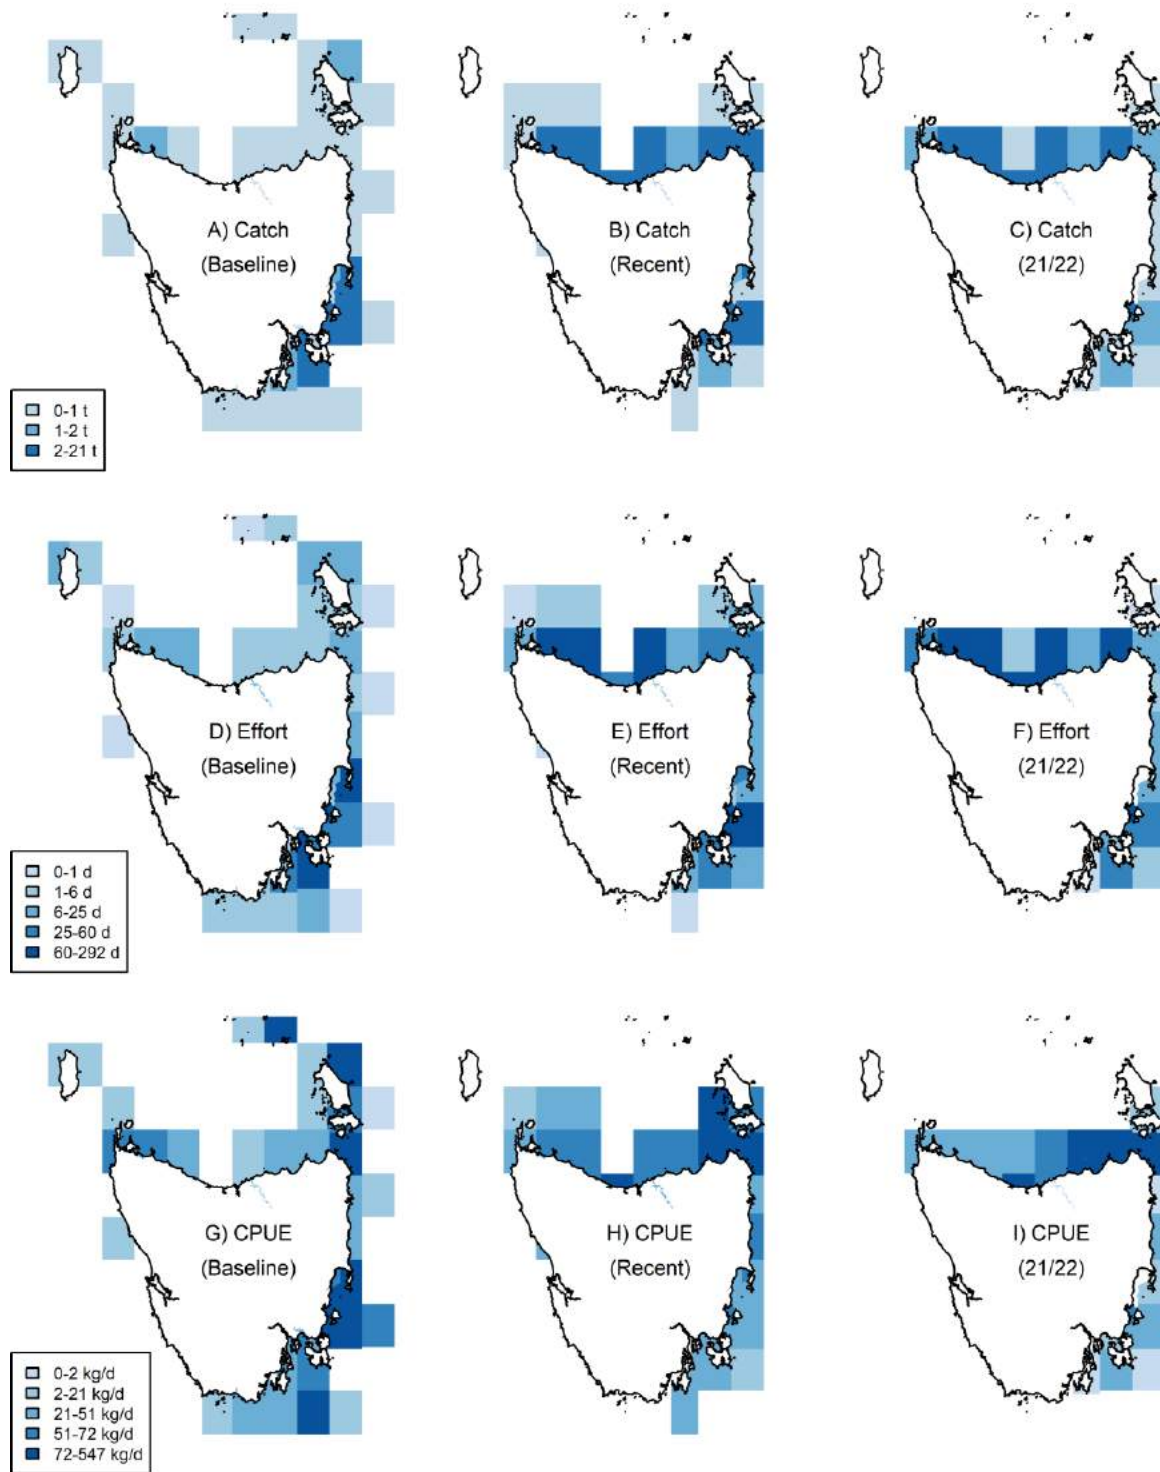 A) Catch
(Baseline)
B) Catch
(Recent)
C) Catch
(21/22)
0-1 t
1-2 t
2-21 t
D) Effort
(Baseline)
E) Effort
(Recent)
F) Effort
(21/22)
0-1 d
1-6 d
6-25 d
25-60 d
60-292 d
G) CPUE
(Baseline)
H) CPUE
(Recent)
I) CPUE
(21/22)
0-2 kg/d
2-21 kg/d
21-51 kg/d
51-72 kg/d
72-547 kg/d